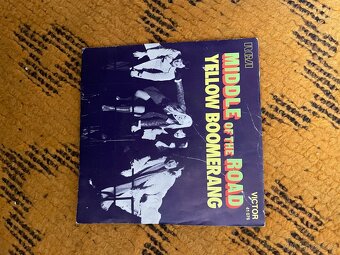 RCA
MIDDLE OF THE ROAD
YELLOW BOOMERANG
VICTOR